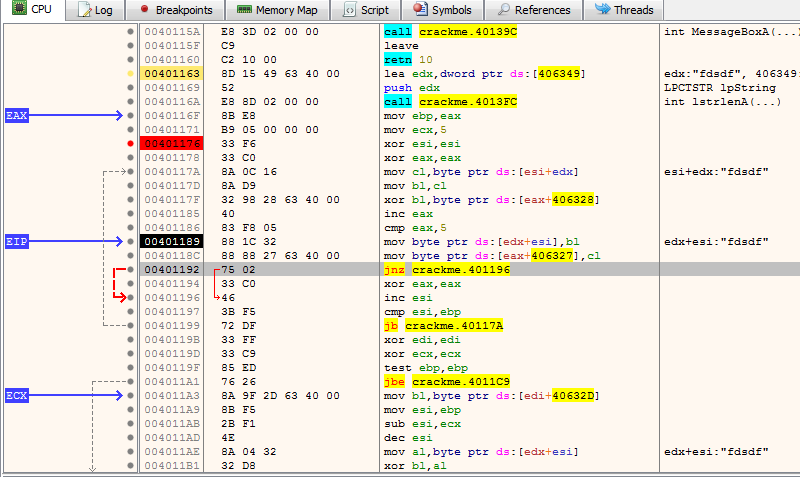 CPU Log Breakpoints Memory Map Script Symbols References Threads
0040115A E8 3D 02 00 00 call crackme.40139C int MessageBoxA(...)
0040115F C9 leave
00401160 C2 10 00 retn 10
00401163 8D 15 49 63 40 00 lea edx,dword ptr ds:[406349] edx:"fdsdf", 406349:
00401169 52 push edx LPCTSTR lpString
0040116A E8 8D 02 00 00 call crackme.4013FC int lstrlenA(...)
EAX 0040116F 8B E8 mov ebp,eax
00401171 B9 05 00 00 00 mov ecx,5
00401176 33 F6 xor esi,esi
00401178 33 C0 xor eax,eax
0040117A 8A 0C 16 mov cl,byte ptr ds:[esi+edx] esi+edx:"fdsdf"
0040117D 8A D9 mov bl,cl
0040117F 32 98 28 63 40 00 xor bl,byte ptr ds:[eax+406328]
00401185 40 inc eax
00401186 83 F8 05 cmp eax,5
EIP 00401189 88 1C 32 mov byte ptr ds:[edx+esi],bl edx+esi:"fdsdf"
0040118C 88 88 27 63 40 00 mov byte ptr ds:[eax+406327],cl
00401192 75 02 jnz crackme.401196
00401194 33 C0 xor eax,eax
00401196 46 inc esi
00401197 3B F5 cmp esi,ebp
00401199 72 DF jb crackme.40117A
0040119B 33 FF xor edi,edi
0040119D 33 C9 xor ecx,ecx
0040119F 85 ED test ebp,ebp
004011A1 76 26 jbe crackme.4011C9
ECX 004011A3 8A 9F 2D 63 40 00 mov bl,byte ptr ds:[edi+40632D]
004011A9 8B F5 mov esi,ebp
004011AB 2B F1 sub esi,ecx
004011AD 4E dec esi
004011AE 8A 04 32 mov al,byte ptr ds:[edx+esi] edx+esi:"fdsdf"
004011B1 32 D8 xor bl,al